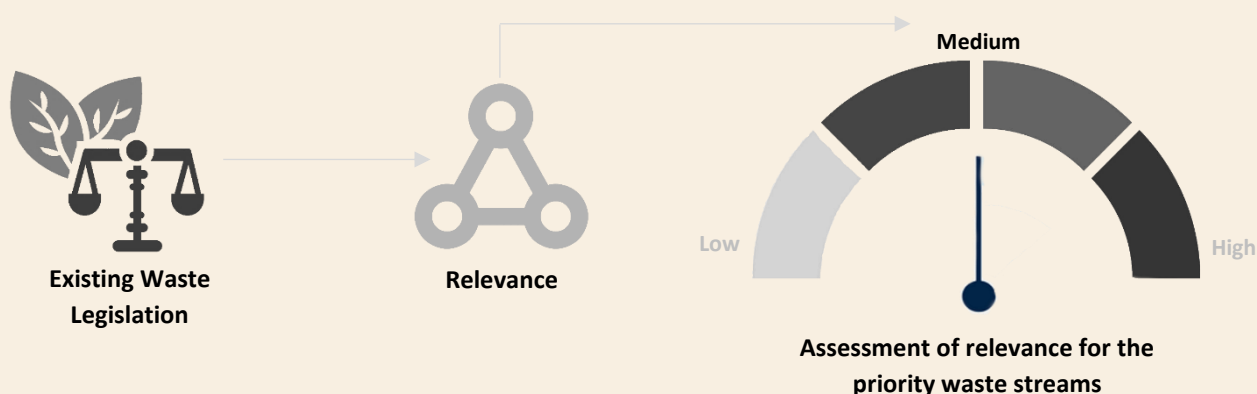 Medium
Low
High
Existing Waste
Legislation
Relevance
Assessment of relevance for the
priority waste streams